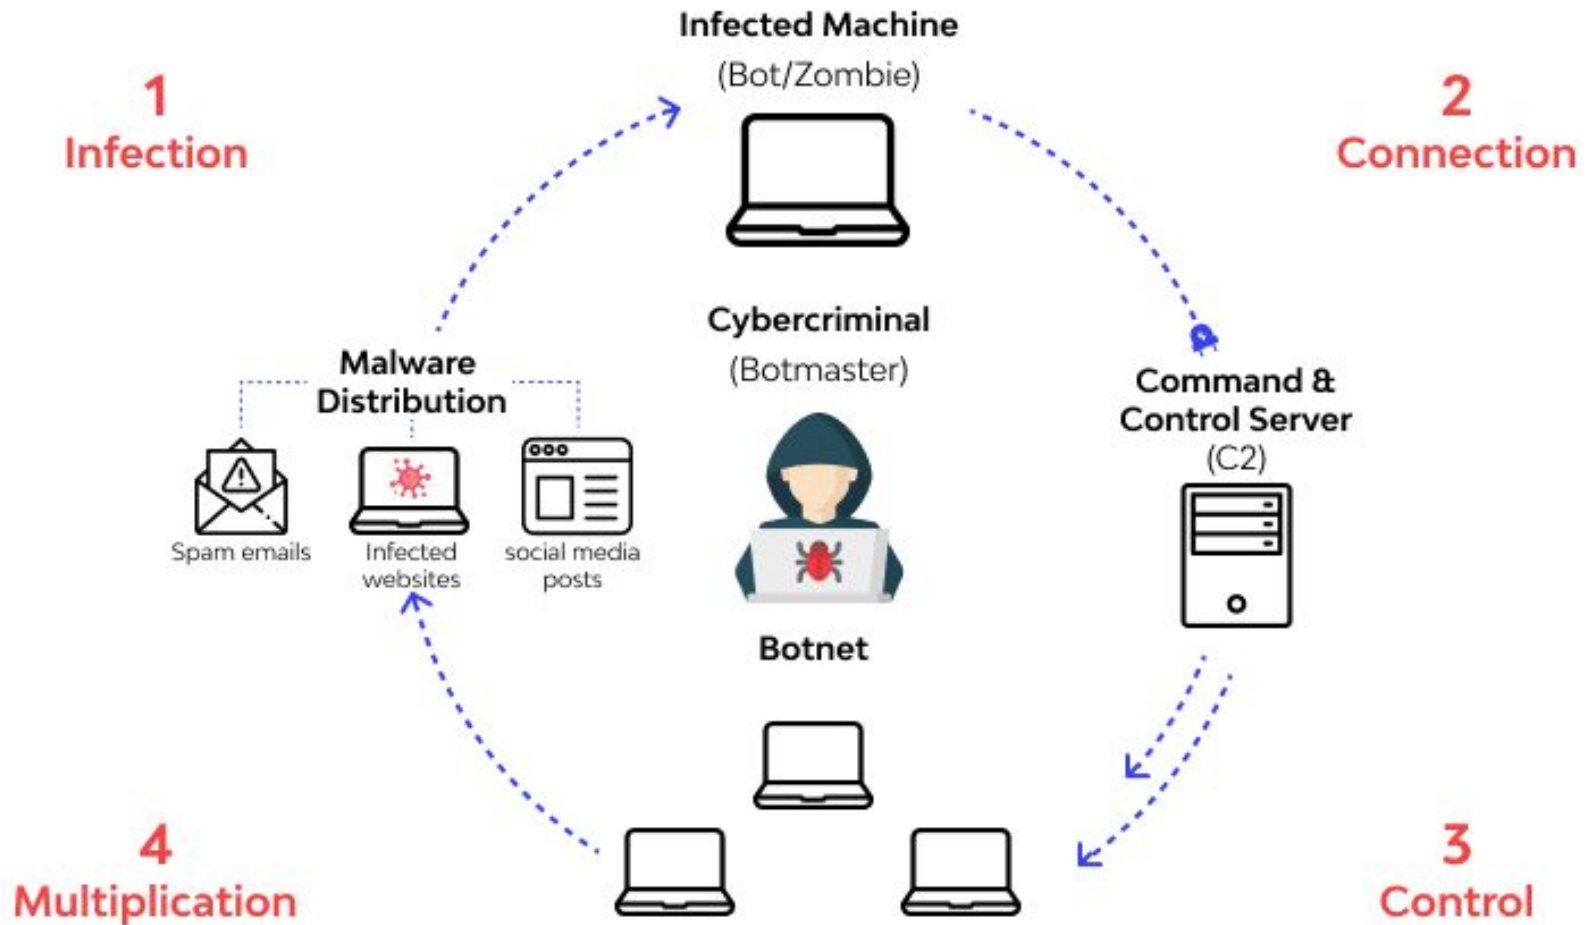 Infected Machine
(Bot/Zombie)
1
Infection
2
Connection
Cybercriminal
(Botmaster)
Malware
Distribution
Spam emails
Infected
websites
social media
posts
Command &
Control Server
(C2)
Botnet
4
Multiplication
3
Control